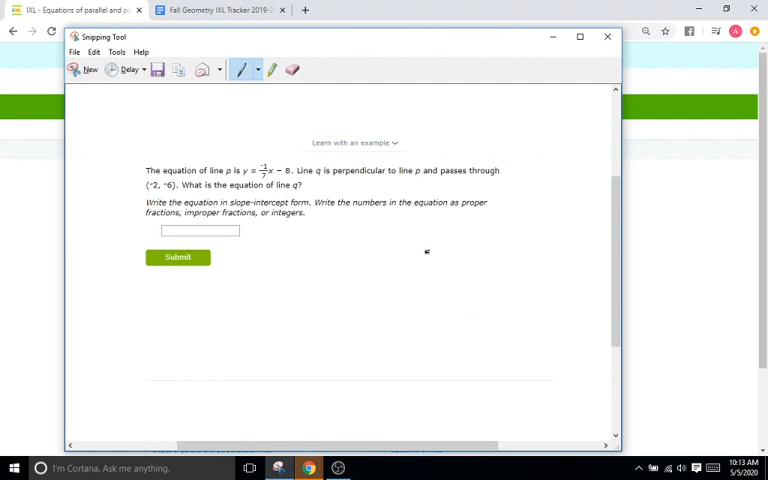 IXL - Equations of parallel and pe
Fall Geometry IXL Tracker 2019-2
Snipping Tool
File Edit Tools Help
New Delay
Learn with an example
The equation of line p is y = -1/7 x − 8. Line q is perpendicular to line p and passes through
(-2, -6). What is the equation of line q?
Write the equation in slope-intercept form. Write the numbers in the equation as proper
fractions, improper fractions, or integers.
Submit
I'm Cortana. Ask me anything.
10:13 AM
5/5/2020